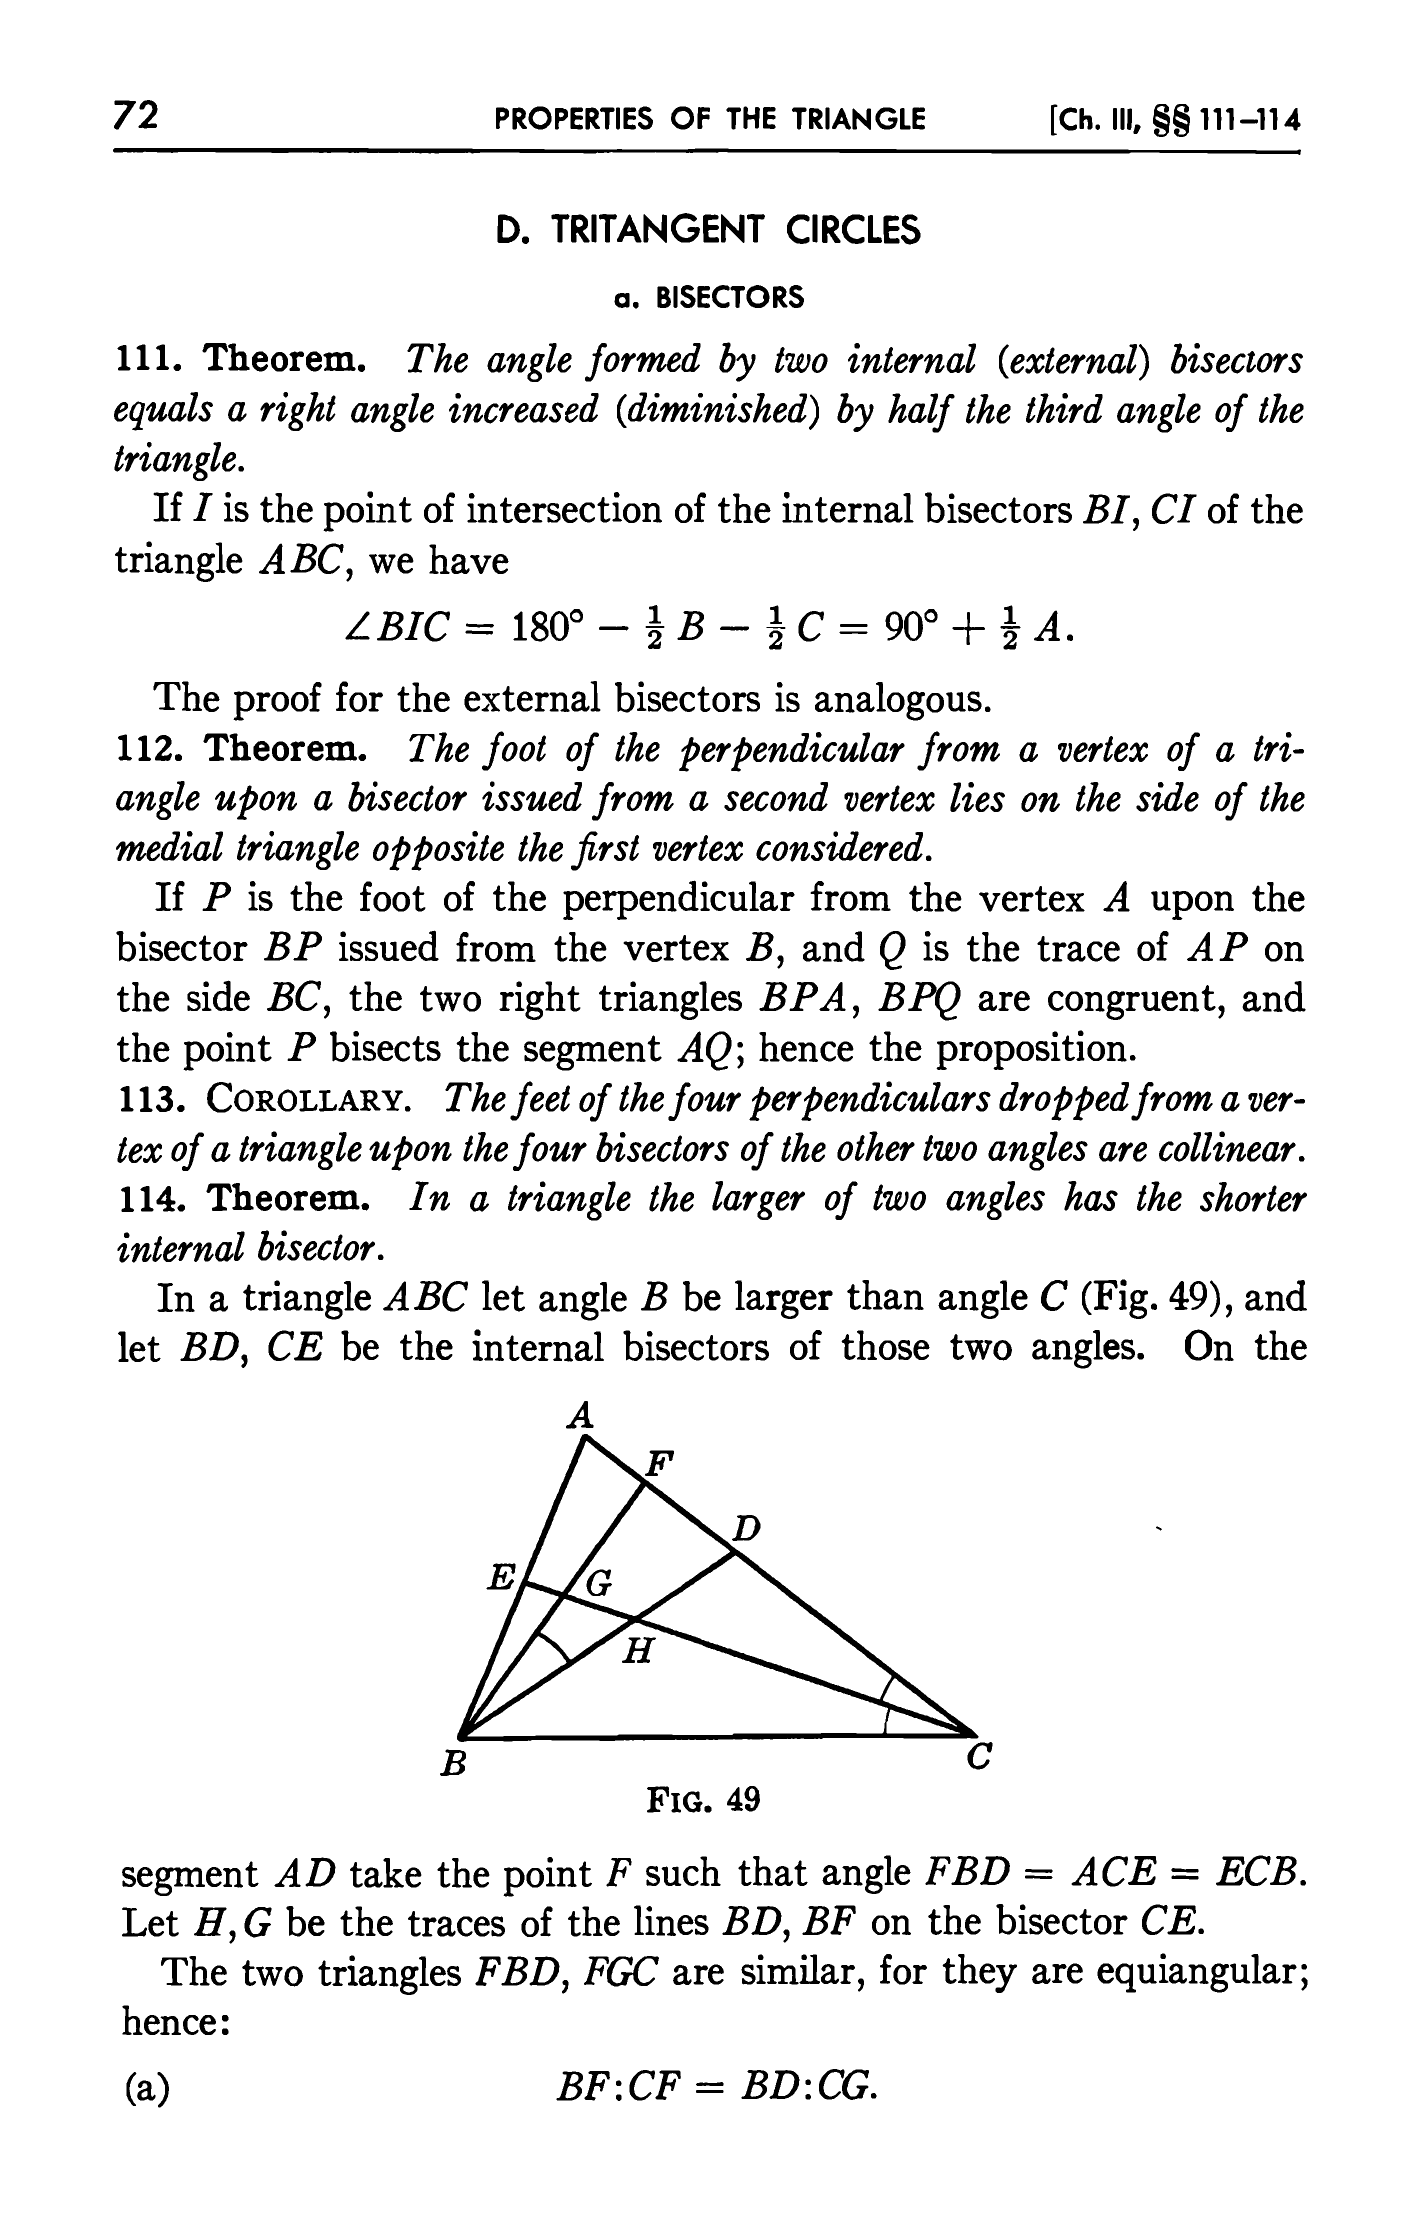 72 PROPERTIES OF THE TRIANGLE [Ch. III, §§ 111–114
D. TRITANGENT CIRCLES
a. BISECTORS
111. Theorem. The angle formed by two internal (external) bisectors
equals a right angle increased (diminished) by half the third angle of the
triangle.
If I is the point of intersection of the internal bisectors BI, CI of the
triangle ABC, we have
∠BIC = 180° − ½ B − ½ C = 90° + ½ A.
The proof for the external bisectors is analogous.
112. Theorem. The foot of the perpendicular from a vertex of a tri-
angle upon a bisector issued from a second vertex lies on the side of the
medial triangle opposite the first vertex considered.
If P is the foot of the perpendicular from the vertex A upon the
bisector BP issued from the vertex B, and Q is the trace of AP on
the side BC, the two right triangles BPA, BPQ are congruent, and
the point P bisects the segment AQ; hence the proposition.
113. COROLLARY. The feet of the four perpendiculars dropped from a ver-
tex of a triangle upon the four bisectors of the other two angles are collinear.
114. Theorem. In a triangle the larger of two angles has the shorter
internal bisector.
In a triangle ABC let angle B be larger than angle C (Fig. 49), and
let BD, CE be the internal bisectors of those two angles. On the
A
F
D
E
G
H
B
C
FIG. 49
segment AD take the point F such that angle FBD = ACE = ECB.
Let H, G be the traces of the lines BD, BF on the bisector CE.
The two triangles FBD, FGC are similar, for they are equiangular;
hence:
(a) BF:CF = BD:CG.